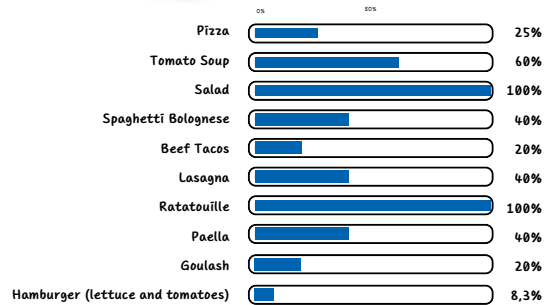 0% 50%
Pizza 25%
Tomato Soup 60%
Salad 100%
Spaghetti Bolognese 40%
Beef Tacos 20%
Lasagna 40%
Ratatouille 100%
Paella 40%
Goulash 20%
Hamburger (lettuce and tomatoes) 8,3%